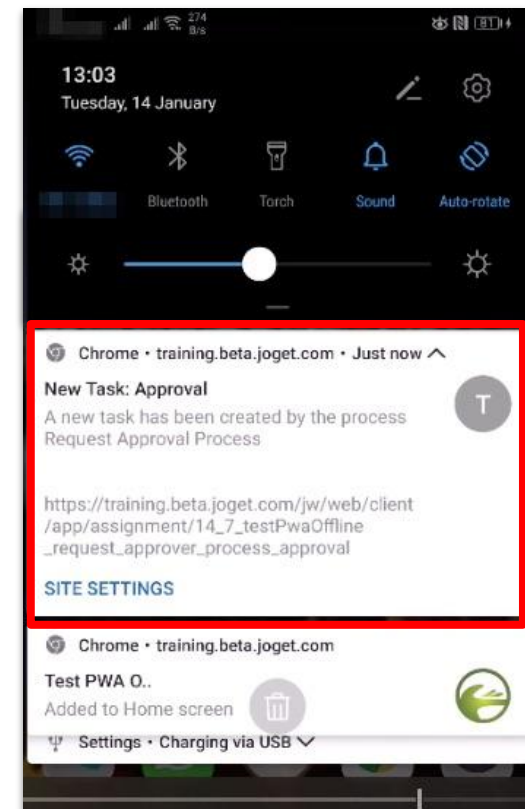 274
B/s
81
13:03
Tuesday, 14 January
Bluetooth
Torch
Sound
Auto-rotate
Chrome • training.beta.joget.com • Just now
New Task: Approval
T
A new task has been created by the process
Request Approval Process
https://training.beta.joget.com/jw/web/client
/app/assignment/14_7_testPwaOffline
_request_approver_process_approval
SITE SETTINGS
Chrome • training.beta.joget.com
Test PWA O..
Added to Home screen
Settings • Charging via USB